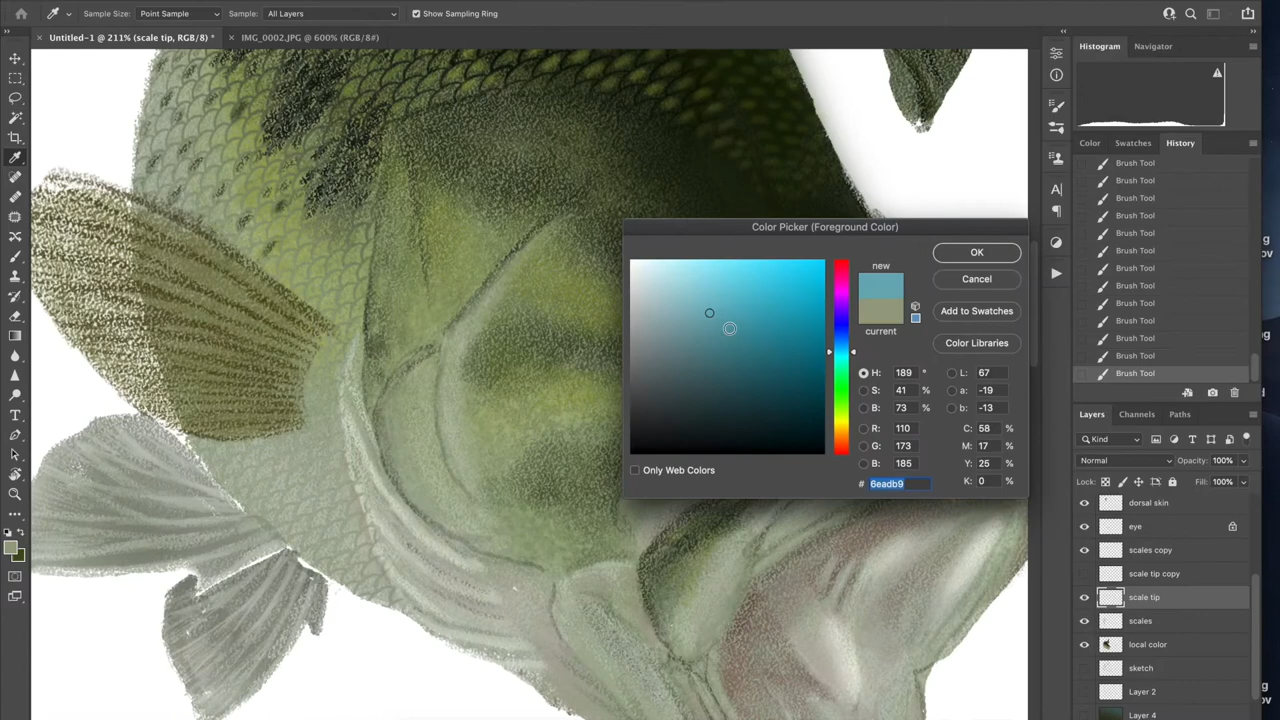 Sample Size: Point Sample Sample: All Layers Show Sampling Ring
× Untitled-1 @ 211% (scale tip, RGB/8) * × IMG_0002.JPG @ 600% (RGB/8#)
Histogram Navigator
Color Swatches History
Brush Tool
Brush Tool
Brush Tool
Brush Tool
Brush Tool
Brush Tool
Brush Tool
Brush Tool
Brush Tool
Brush Tool
Brush Tool
Brush Tool
Brush Tool
Color Picker (Foreground Color)
new
current
OK
Cancel
Add to Swatches
Color Libraries
H: 189 ° L: 67
S: 41 % a: -19
B: 73 % b: -13
R: 110 C: 58 %
G: 173 M: 17 %
B: 185 Y: 25 %
# 6eadb9 K: 0 %
Only Web Colors
Layers Channels Paths
Kind
Normal Opacity: 100%
Lock: Fill: 100%
dorsal skin
eye
scales copy
scale tip copy
scale tip
scales
local color
sketch
Layer 2
Layer 4